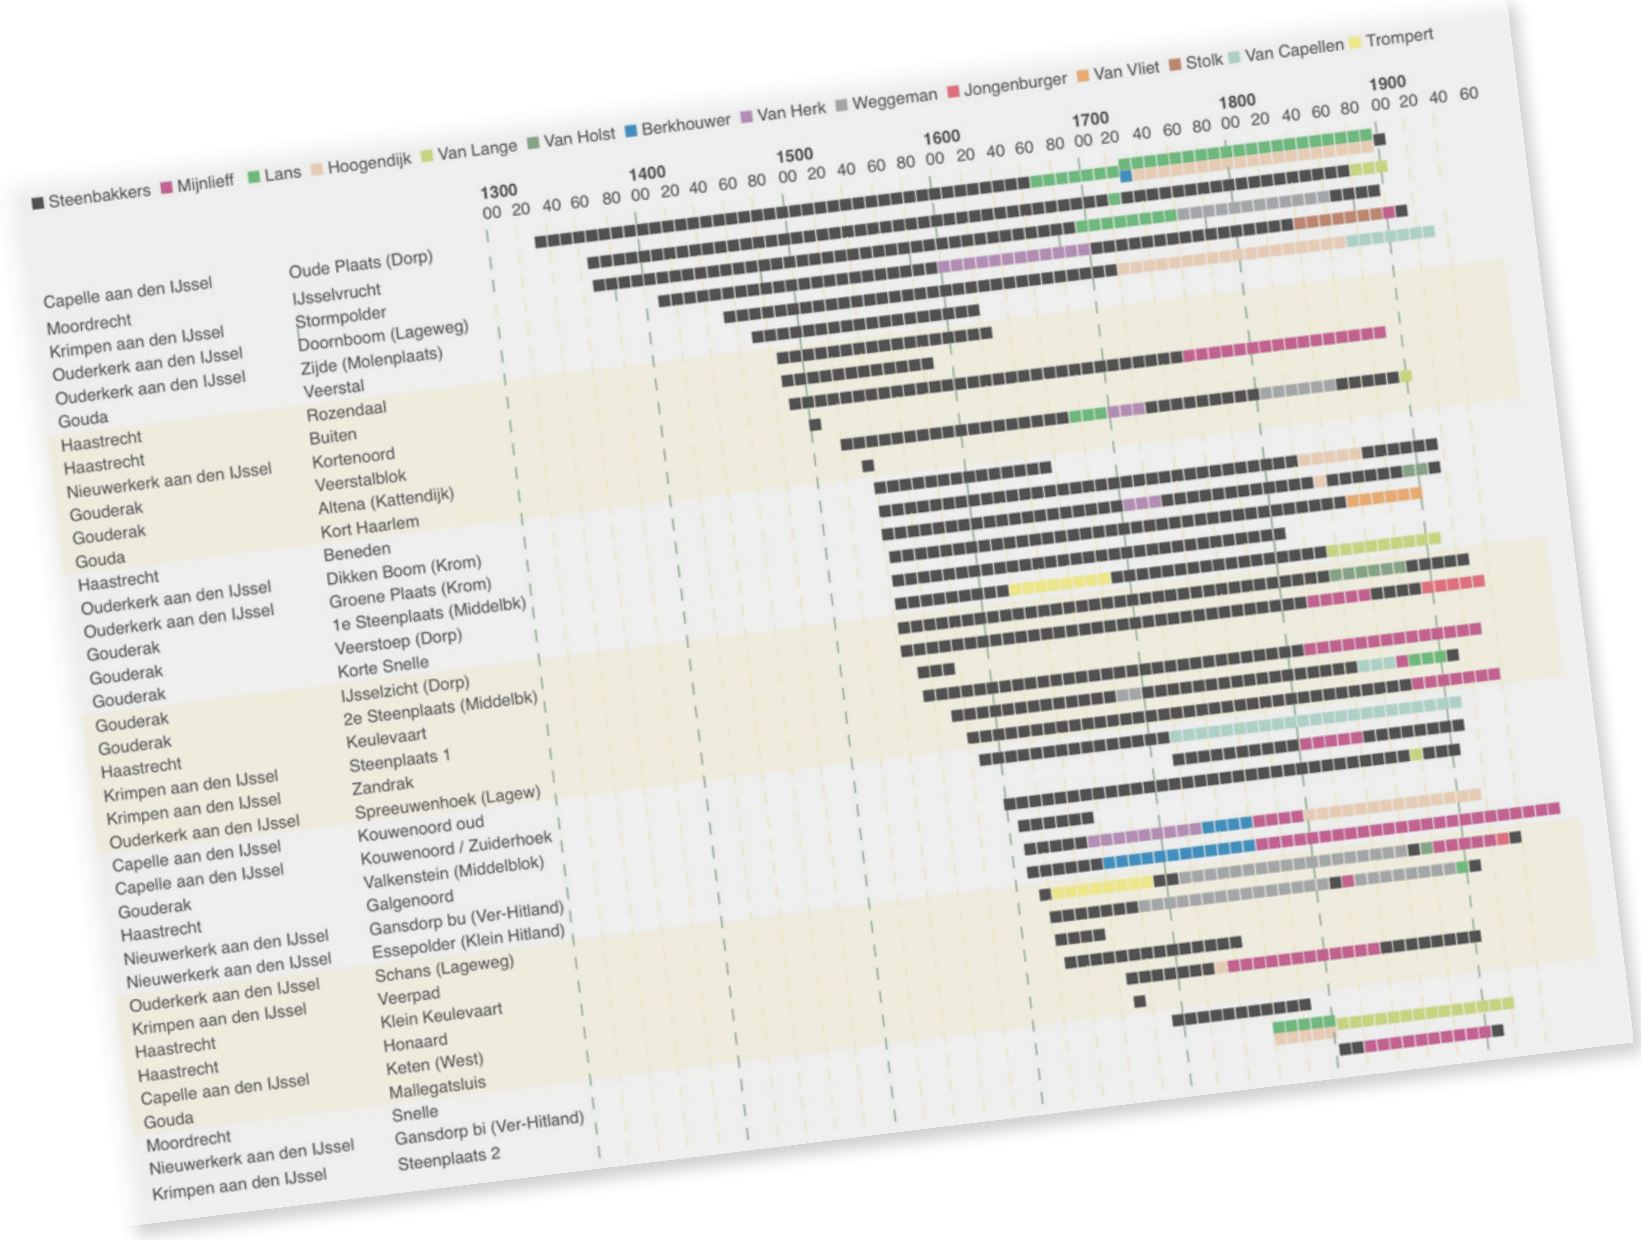 Steenbakkers Mijnlieff Lans Hoogendijk Van Lange Van Holst Berkhouwer Van Herk Weggeman Jongenburger Van Vliet Stolk Van Capellen Trompert
1300 1400 1500 1600 1700 1800 1900
00 20 40 60 80 00 20 40 60 80 00 20 40 60 80 00 20 40 60 80 00 20 40 60 80 00 20 40 60 80 00 20 40 60
Capelle aan den IJssel Oude Plaats (Dorp)
Moordrecht IJsselvrucht
Krimpen aan den IJssel Stormpolder
Ouderkerk aan den IJssel Doornboom (Lageweg)
Ouderkerk aan den IJssel Zijde (Molenplaats)
Gouda Veerstal
Haastrecht Rozendaal
Haastrecht Buiten
Nieuwerkerk aan den IJssel Kortenoord
Gouderak Veerstalblok
Gouderak Altena (Kattendijk)
Gouda Kort Haarlem
Haastrecht Beneden
Ouderkerk aan den IJssel Dikken Boom (Krom)
Ouderkerk aan den IJssel Groene Plaats (Krom)
Gouderak 1e Steenplaats (Middelbk)
Gouderak Veerstoep (Dorp)
Gouderak Korte Snelle
Gouderak IJsselzicht (Dorp)
Gouderak 2e Steenplaats (Middelbk)
Haastrecht Keulevaart
Krimpen aan den IJssel Steenplaats 1
Krimpen aan den IJssel Zandrak
Ouderkerk aan den IJssel Spreeuwenhoek (Lagew)
Capelle aan den IJssel Kouwenoord oud
Capelle aan den IJssel Kouwenoord / Zuiderhoek
Gouderak Valkenstein (Middelblok)
Haastrecht Galgenoord
Nieuwerkerk aan den IJssel Gansdorp bu (Ver-Hitland)
Nieuwerkerk aan den IJssel Essepolder (Klein Hitland)
Ouderkerk aan den IJssel Schans (Lageweg)
Krimpen aan den IJssel Veerpad
Haastrecht Klein Keulevaart
Haastrecht Honaard
Capelle aan den IJssel Keten (West)
Gouda Mallegatsluis
Moordrecht Snelle
Nieuwerkerk aan den IJssel Gansdorp bi (Ver-Hitland)
Krimpen aan den IJssel Steenplaats 2